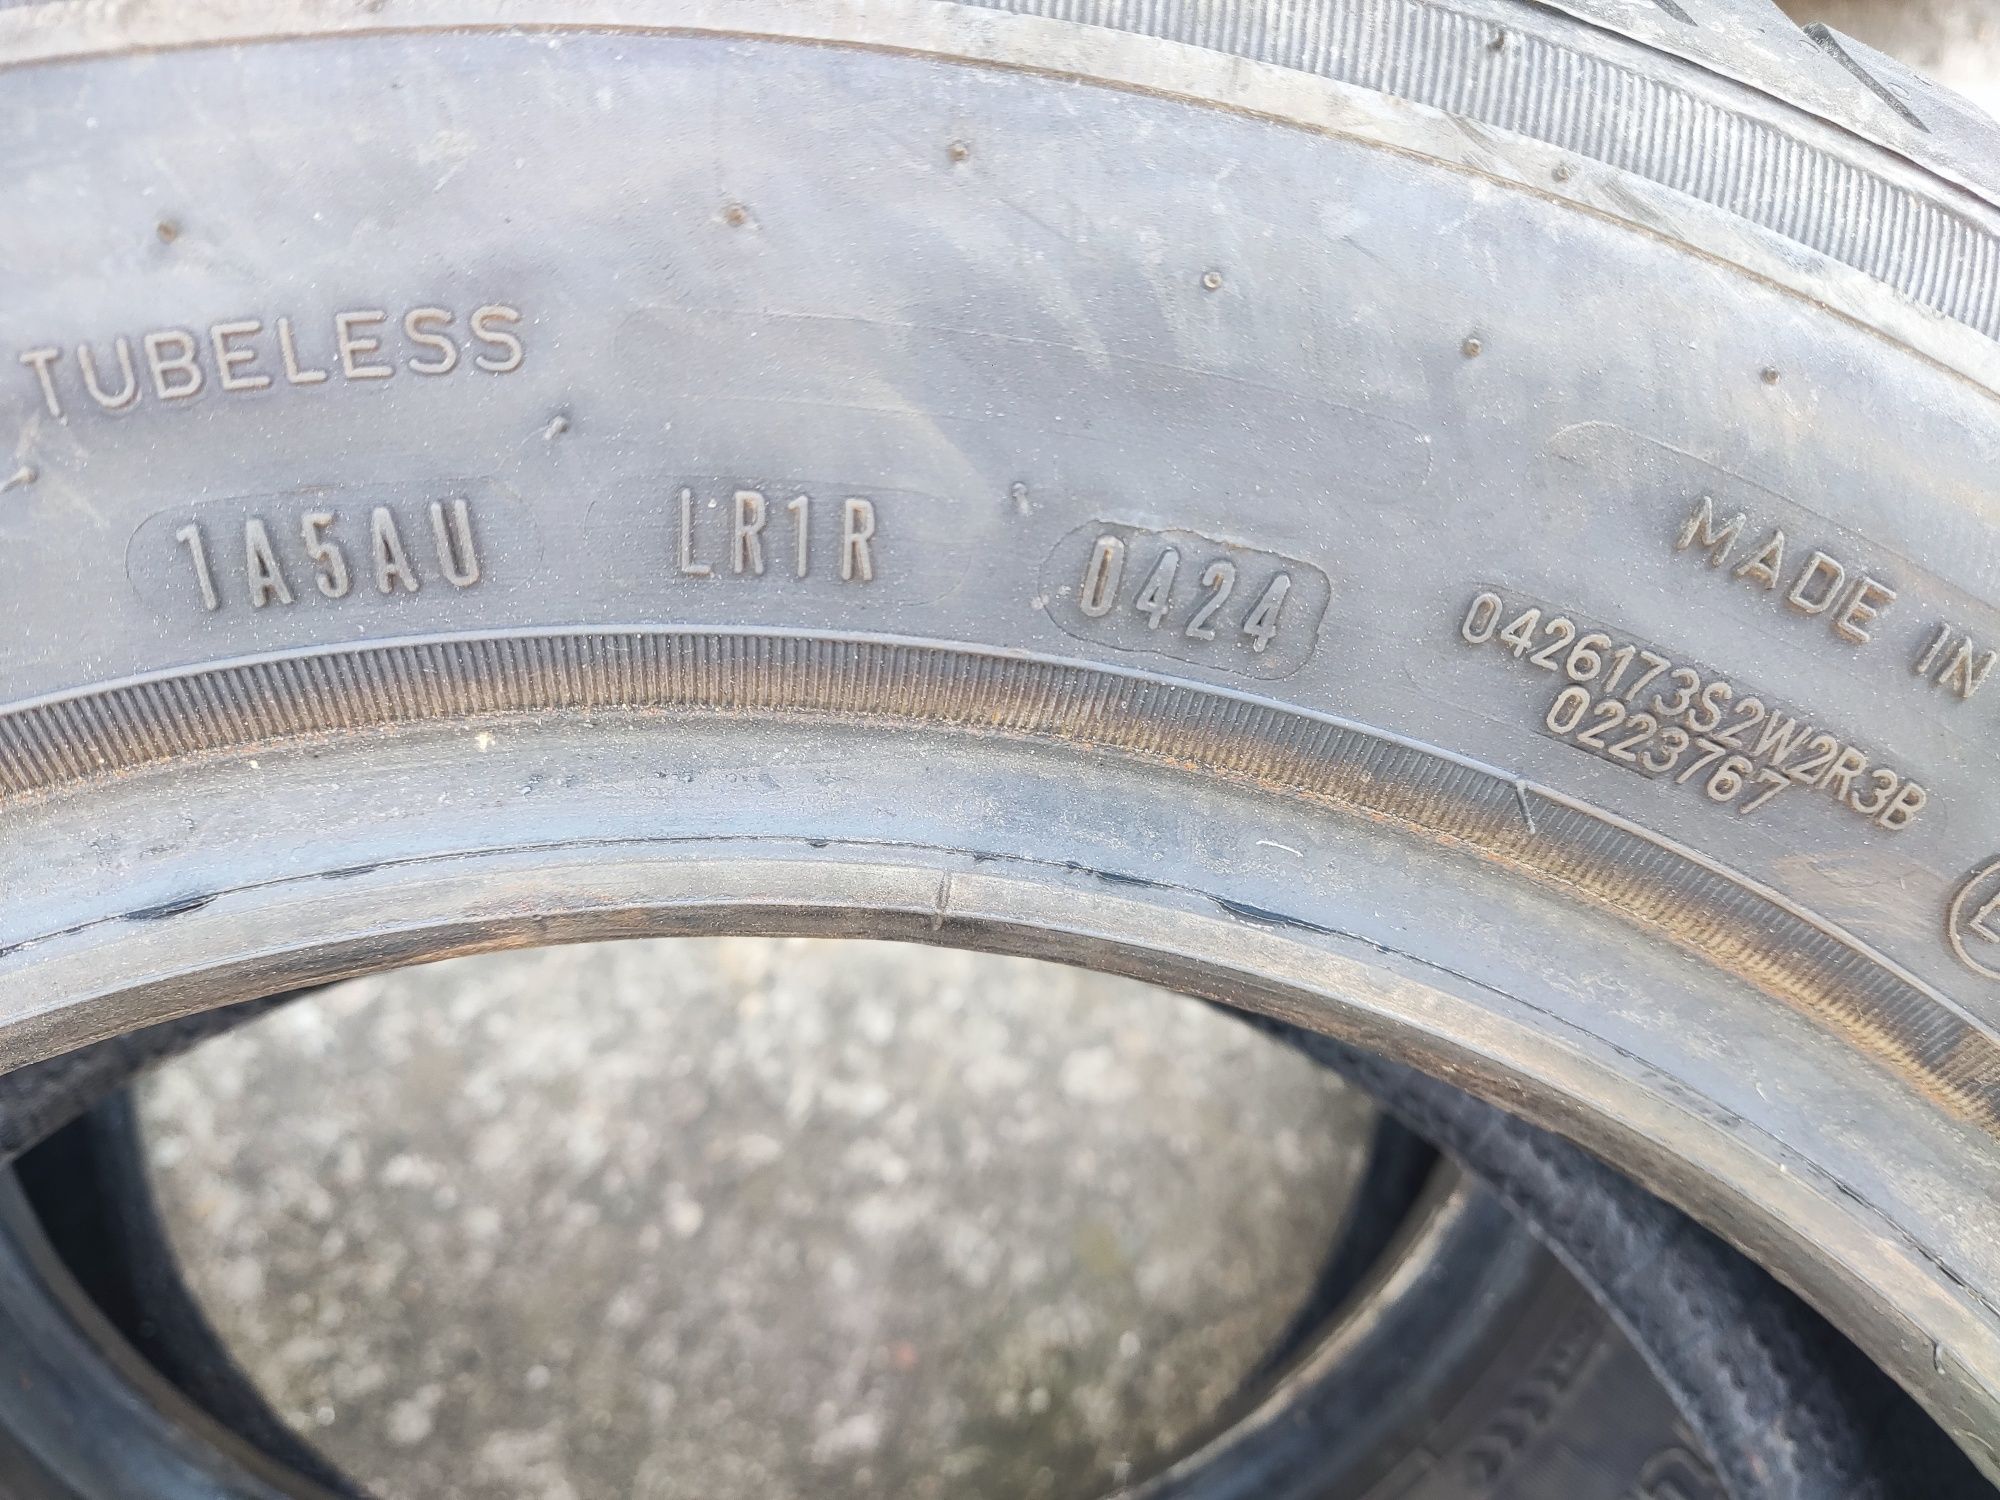 TUBELESS
1A5AU LR1R 0424
MADE IN
0426173S2W2R3B
0223767